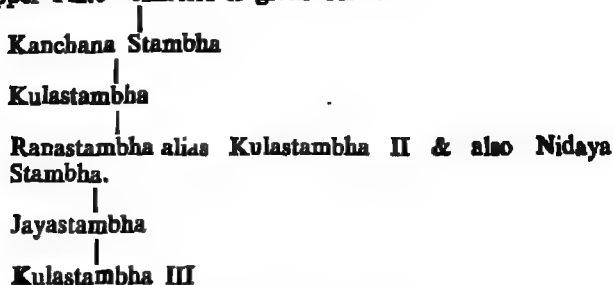 Kanchana Stambha
Kulastambha
Ranastambha alias Kulastambha II & also Nidaya
Stambha.
Jayastambha
Kulastambha III